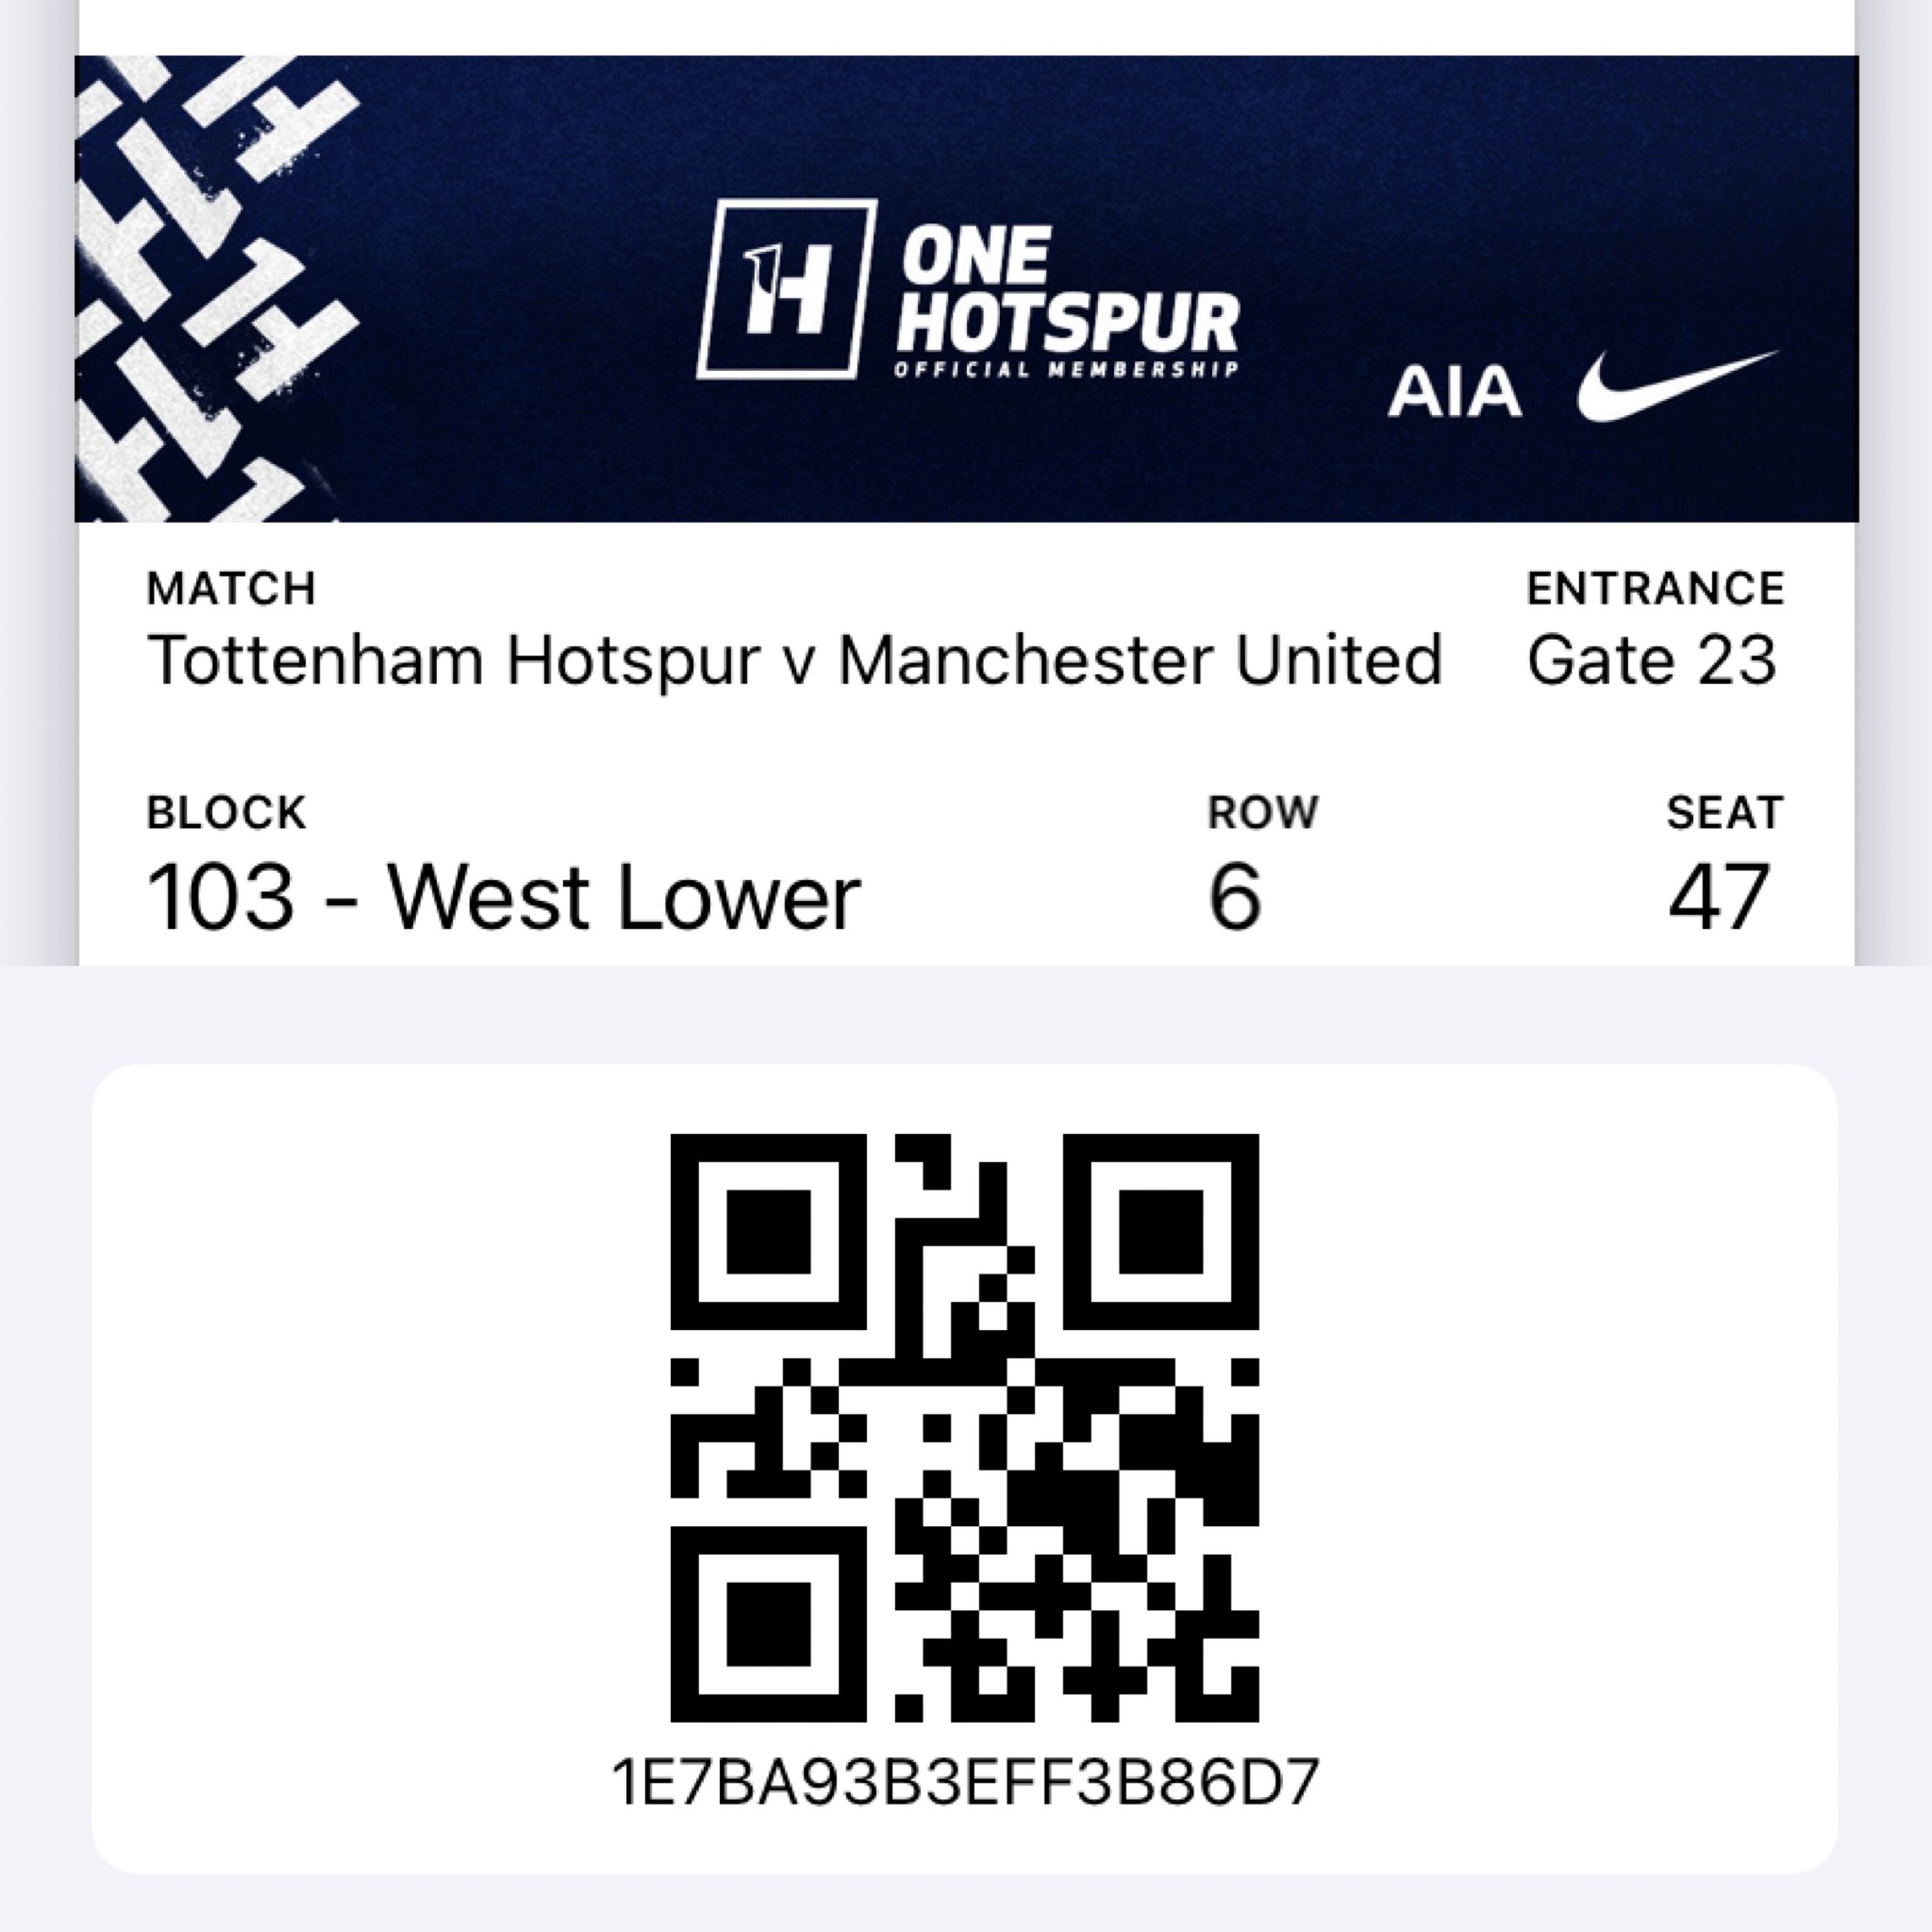 1H
ONE
HOTSPUR
OFFICIAL MEMBERSHIP
AIA
MATCH ENTRANCE
Tottenham Hotspur v Manchester United Gate 23
BLOCK ROW SEAT
103 - West Lower 6 47
1E7BA93B3EFF3B86D7